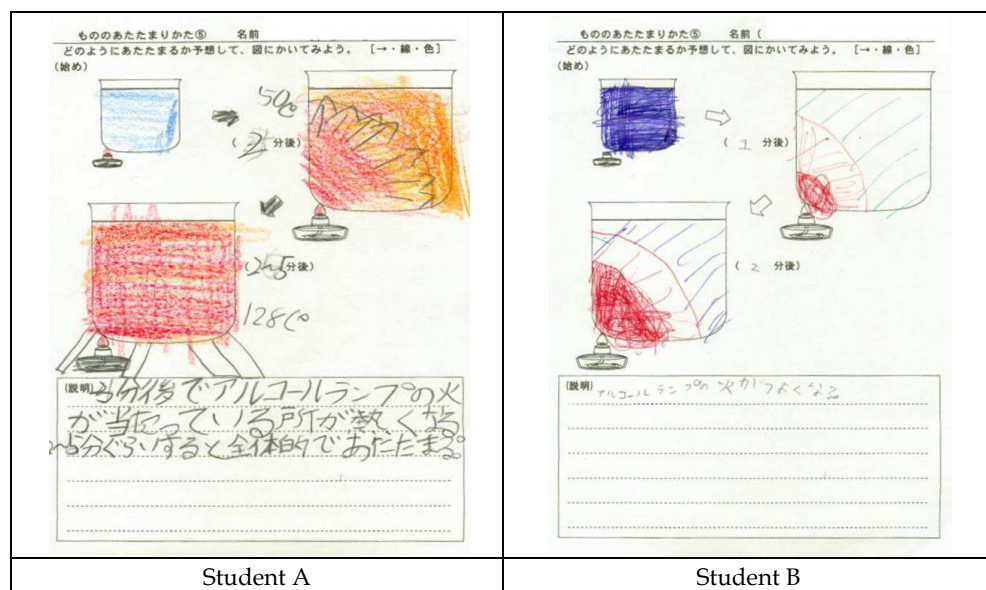 もののあたたまりかた⑤ 名前
どのようにあたたまるか予想して、図にかいてみよう。 [→・線・色]
(始め)
50℃
( 2 分後)
(2~5分後)
128℃
(説明) 分後でアルコールランプの火
が当たっている所が熱くなる
~5分ぐらいすると全体的であたたまる。
Student A
もののあたたまりかた⑤ 名前 (
どのようにあたたまるか予想して、図にかいてみよう。 [→・線・色]
(始め)
( 1 分後)
( 2 分後)
(説明) アルコールランプの火がつよくなる
Student B